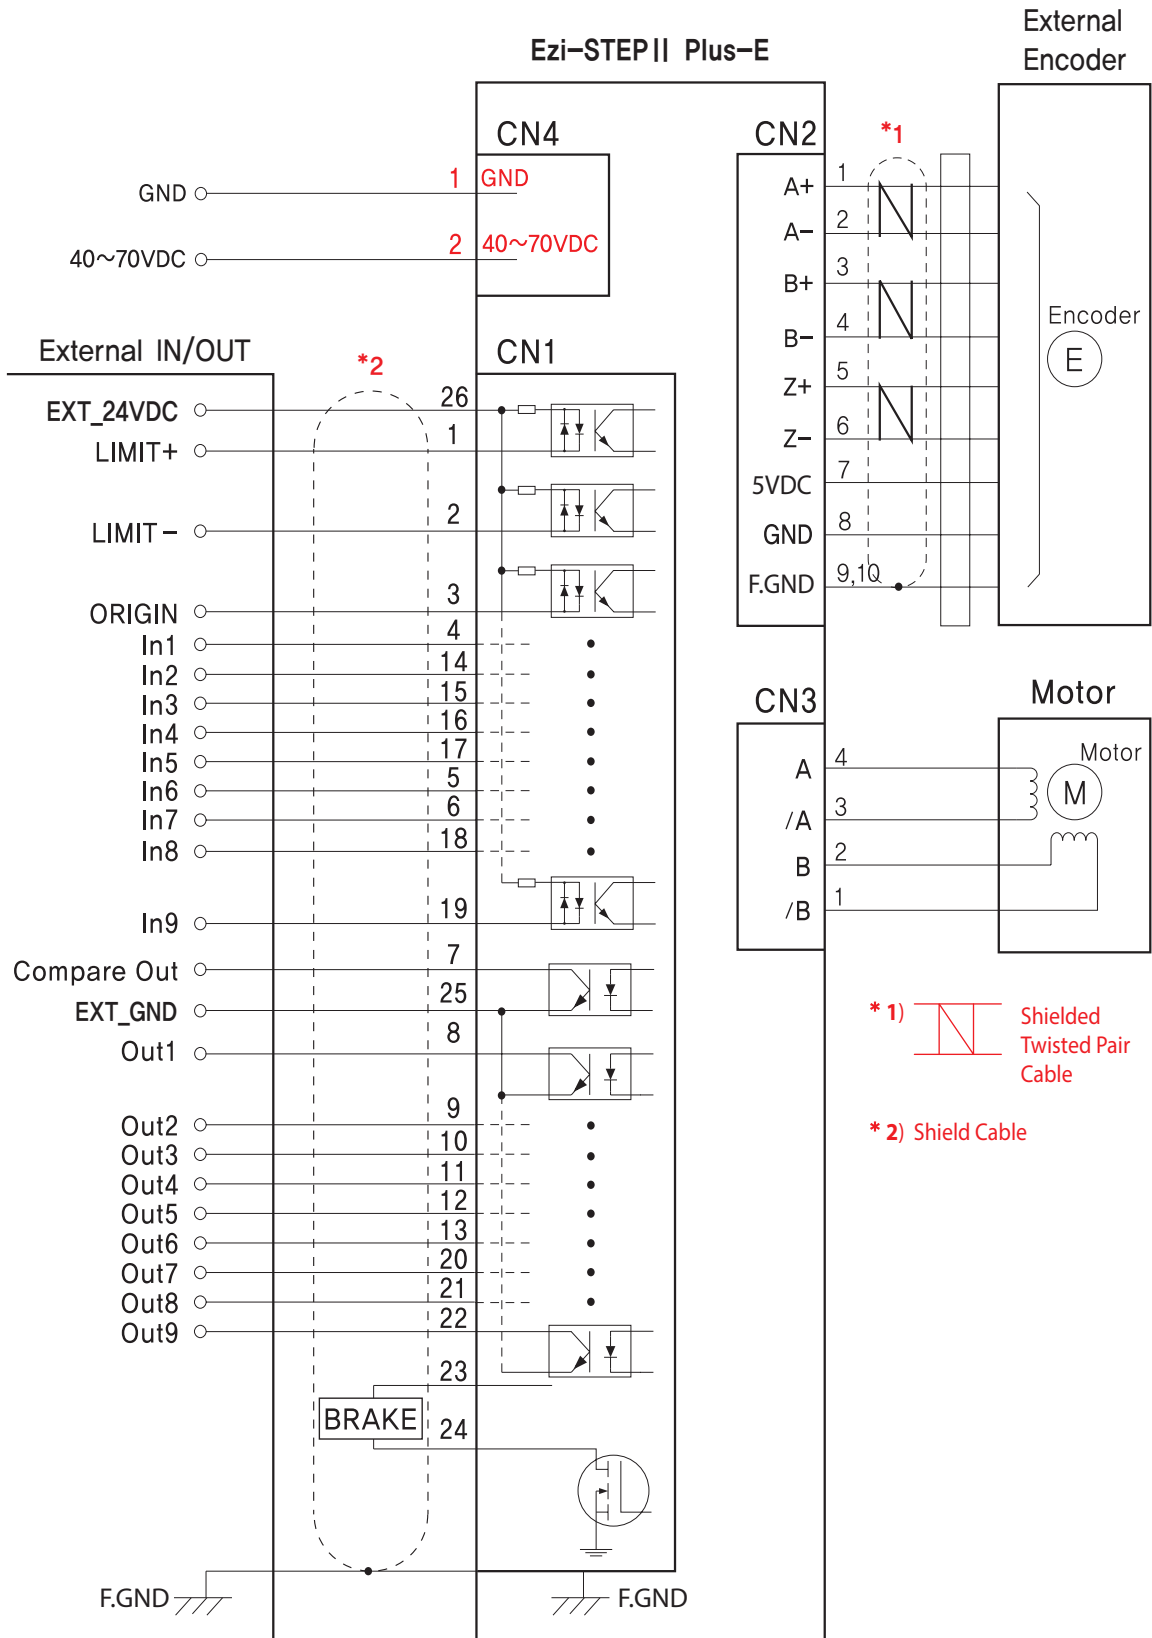 External
Encoder
Ezi-STEPII Plus-E
CN4
CN2
*1
1 GND
GND
2 40~70VDC
40~70VDC
A+ 1
A- 2
B+ 3
B- 4
Z+ 5
Z- 6
5VDC 7
GND 8
F.GND 9,10
Encoder
E
External IN/OUT
*2
CN1
EXT_24VDC 26
LIMIT+ 1
LIMIT- 2
ORIGIN 3
In1 4
In2 14
In3 15
In4 16
In5 17
In6 5
In7 6
In8 18
In9 19
Compare Out 7
EXT_GND 25
Out1 8
Out2 9
Out3 10
Out4 11
Out5 12
Out6 13
Out7 20
Out8 21
Out9 22
23
BRAKE
24
F.GND
F.GND
CN3
Motor
A 4
/A 3
B 2
/B 1
Motor
M
* 1) Shielded
Twisted Pair
Cable
* 2) Shield Cable